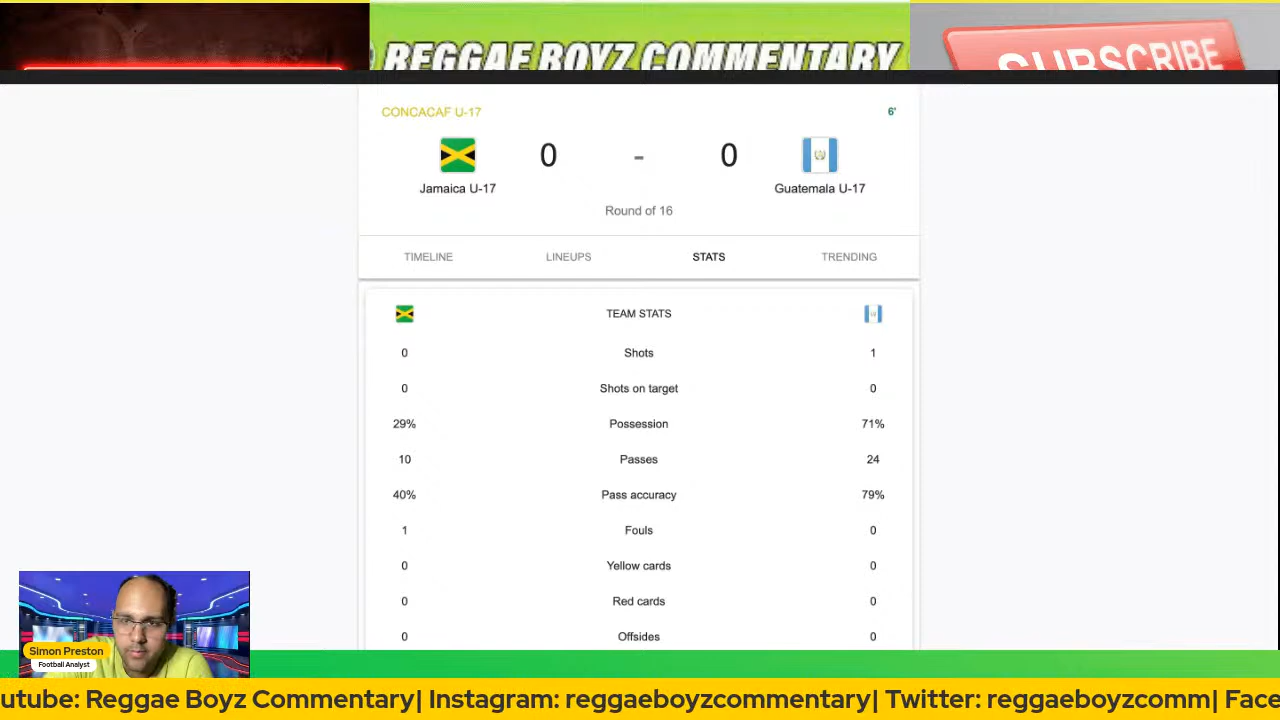 REGGAE BOYZ COMMENTARY
SUBSCRIBE
CONCACAF U-17
6'
0 - 0
Jamaica U-17
Guatemala U-17
Round of 16
TIMELINE LINEUPS STATS TRENDING
TEAM STATS
0 Shots 1
0 Shots on target 0
29% Possession 71%
10 Passes 24
40% Pass accuracy 79%
1 Fouls 0
0 Yellow cards 0
0 Red cards 0
0 Offsides 0
Simon Preston
Football Analyst
utube: Reggae Boyz Commentary| Instagram: reggaeboyzcommentary| Twitter: reggaeboyzcomm| Face